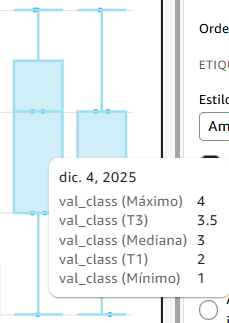 Orde
ETIQ
Estilo
Am
dic. 4, 2025
val_class (Máximo) 4
val_class (T3) 3.5
val_class (Mediana) 3
val_class (T1) 2
val_class (Mínimo) 1